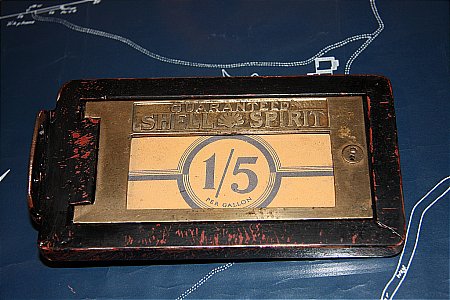 GUARANTEED
SHELL SPIRIT
1/5
PER GALLON